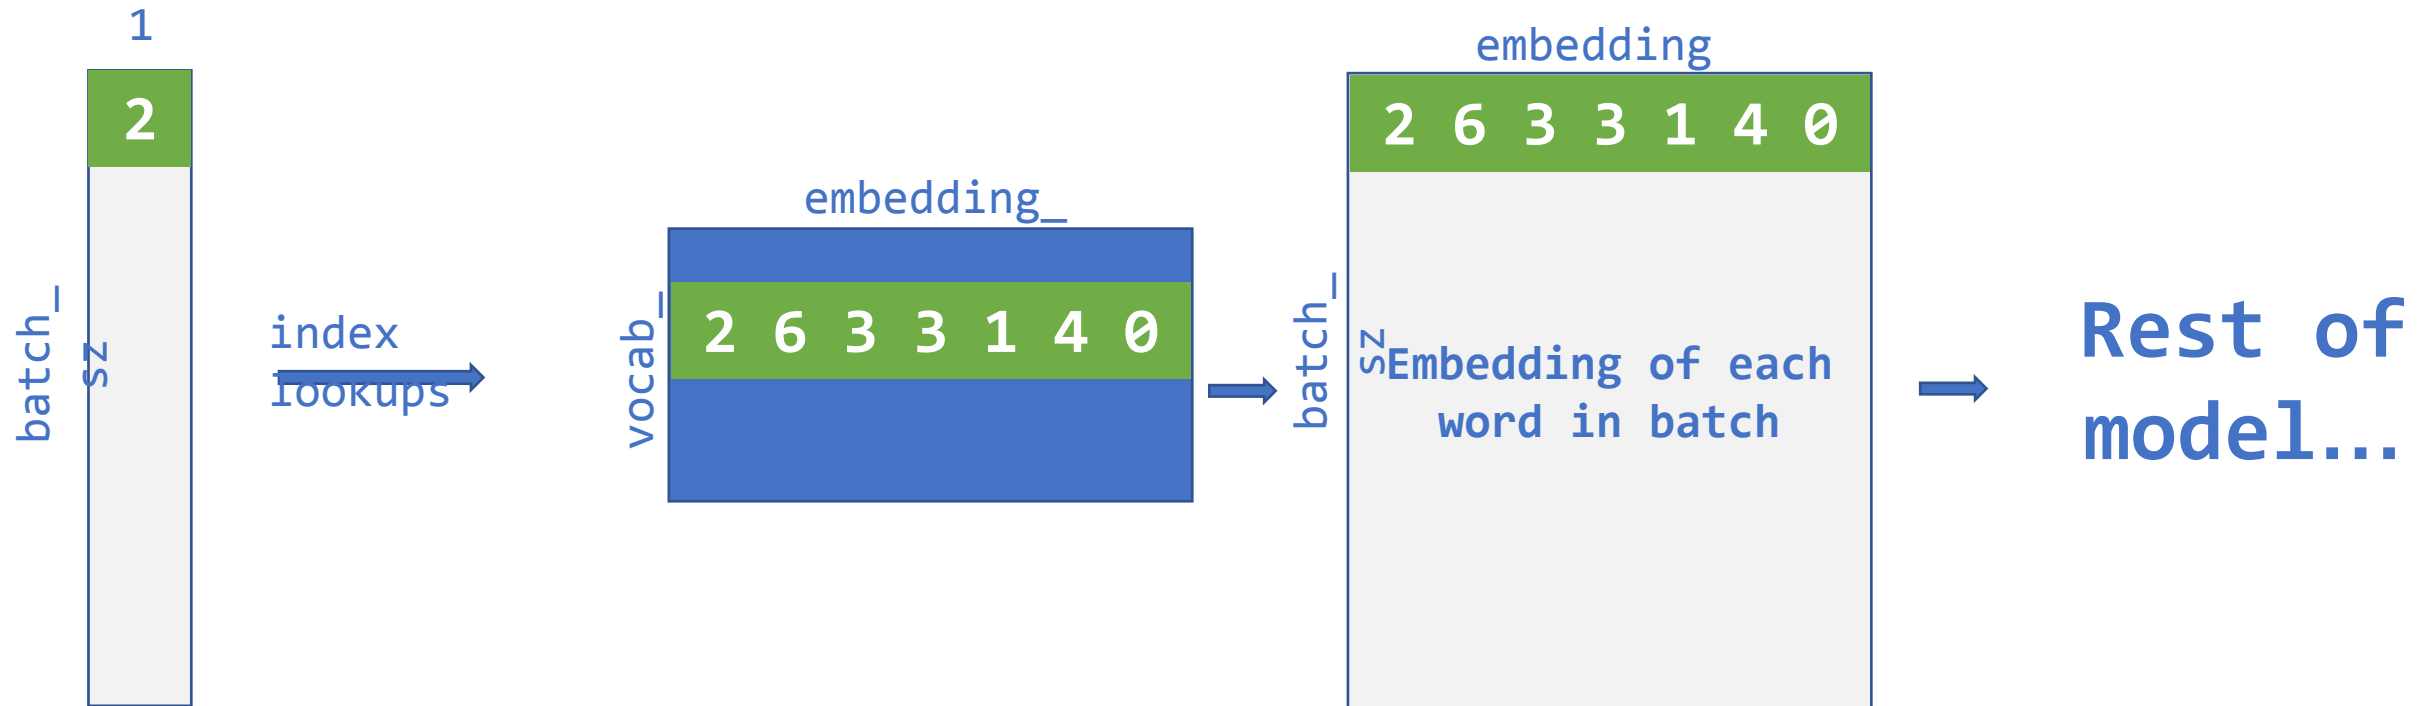 1
2
batch_
sz
index
lookups
embedding_
vocab_
2 6 3 3 1 4 0
embedding
2 6 3 3 1 4 0
batch_
sz
Embedding of each
word in batch
Rest of
model...